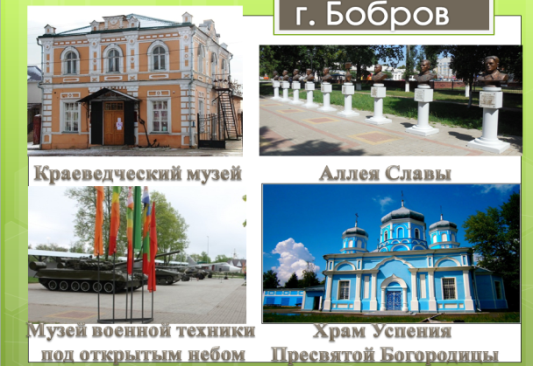 г. Бобров
Краеведческий музей
Аллея Славы
Музей военной техники
под открытым небом
Храм Успения
Пресвятой Богородицы